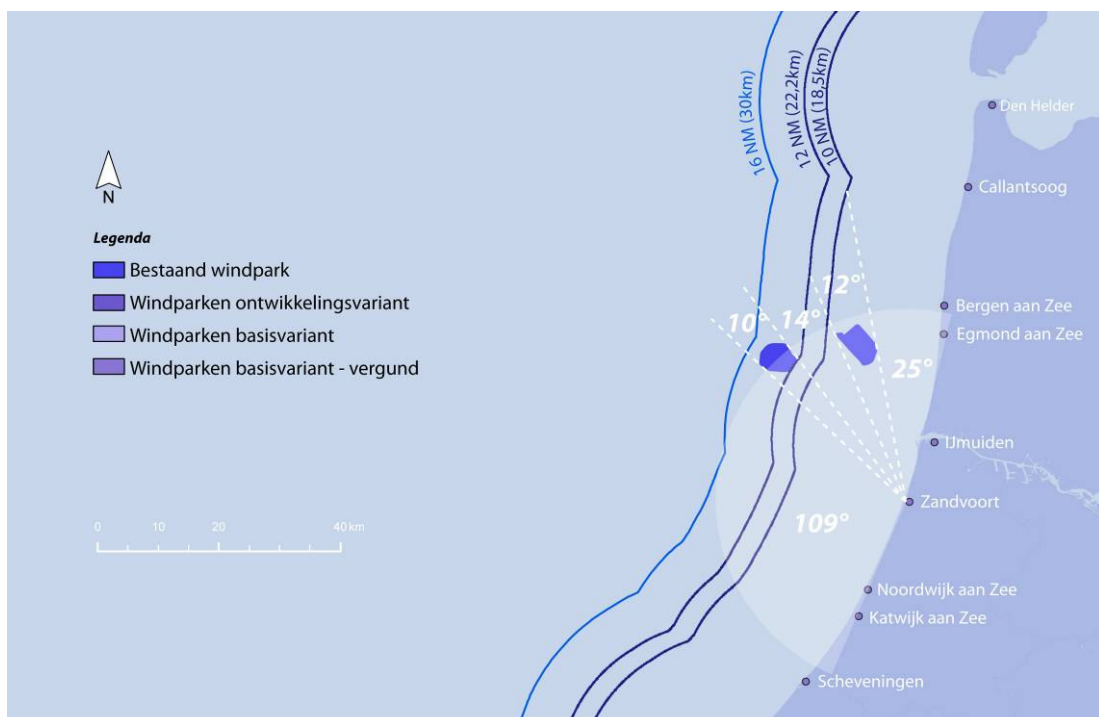 16 NM (30km)
12 NM (22,2km)
10 NM (18,5km)
Den Helder
Callantsoog
N
Legenda
Bestaand windpark
Windparken ontwikkelingsvariant
Windparken basisvariant
Windparken basisvariant - vergund
12°
10°
14°
25°
Bergen aan Zee
Egmond aan Zee
IJmuiden
Zandvoort
109°
0 10 20 40 km
Noordwijk aan Zee
Katwijk aan Zee
Scheveningen